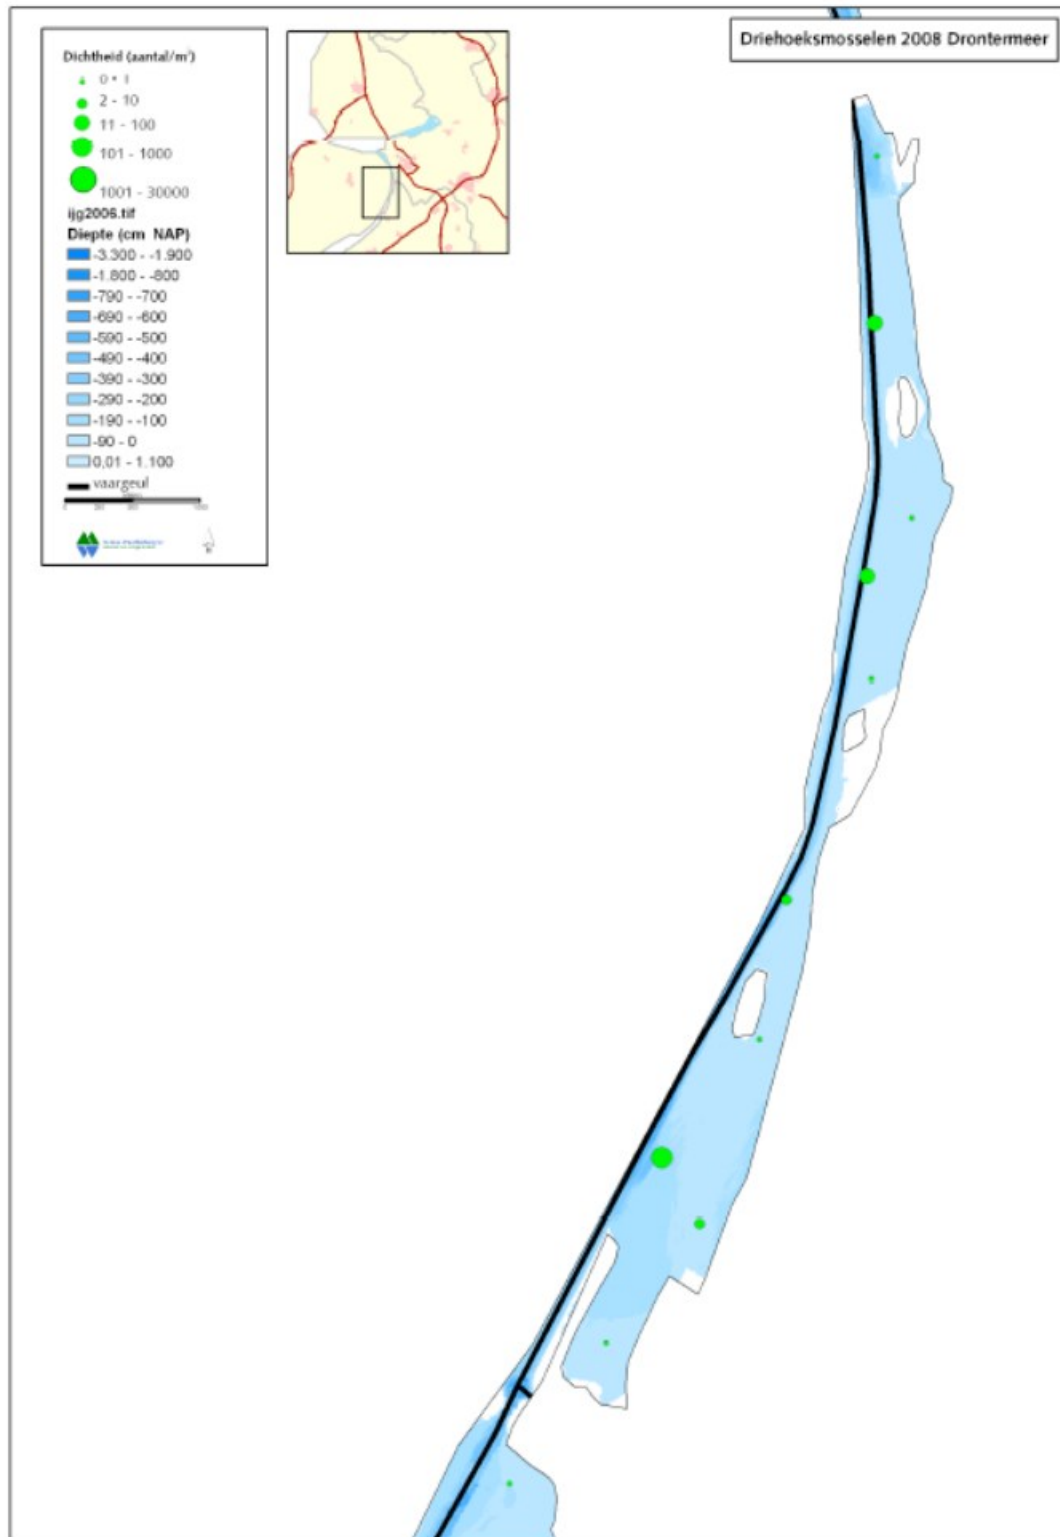 Driehoeksmosselen 2008 Drontermeer
Dichtheid (aantal/m²)
0 - 1
2 - 10
11 - 100
101 - 1000
1001 - 30000
ijg2006.tif
Diepte (cm NAP)
-3.300 - -1.900
-1.800 - -800
-790 - -700
-690 - -600
-590 - -500
-490 - -400
-390 - -300
-290 - -200
-190 - -100
-90 - 0
0,01 - 1.100
vaargeul